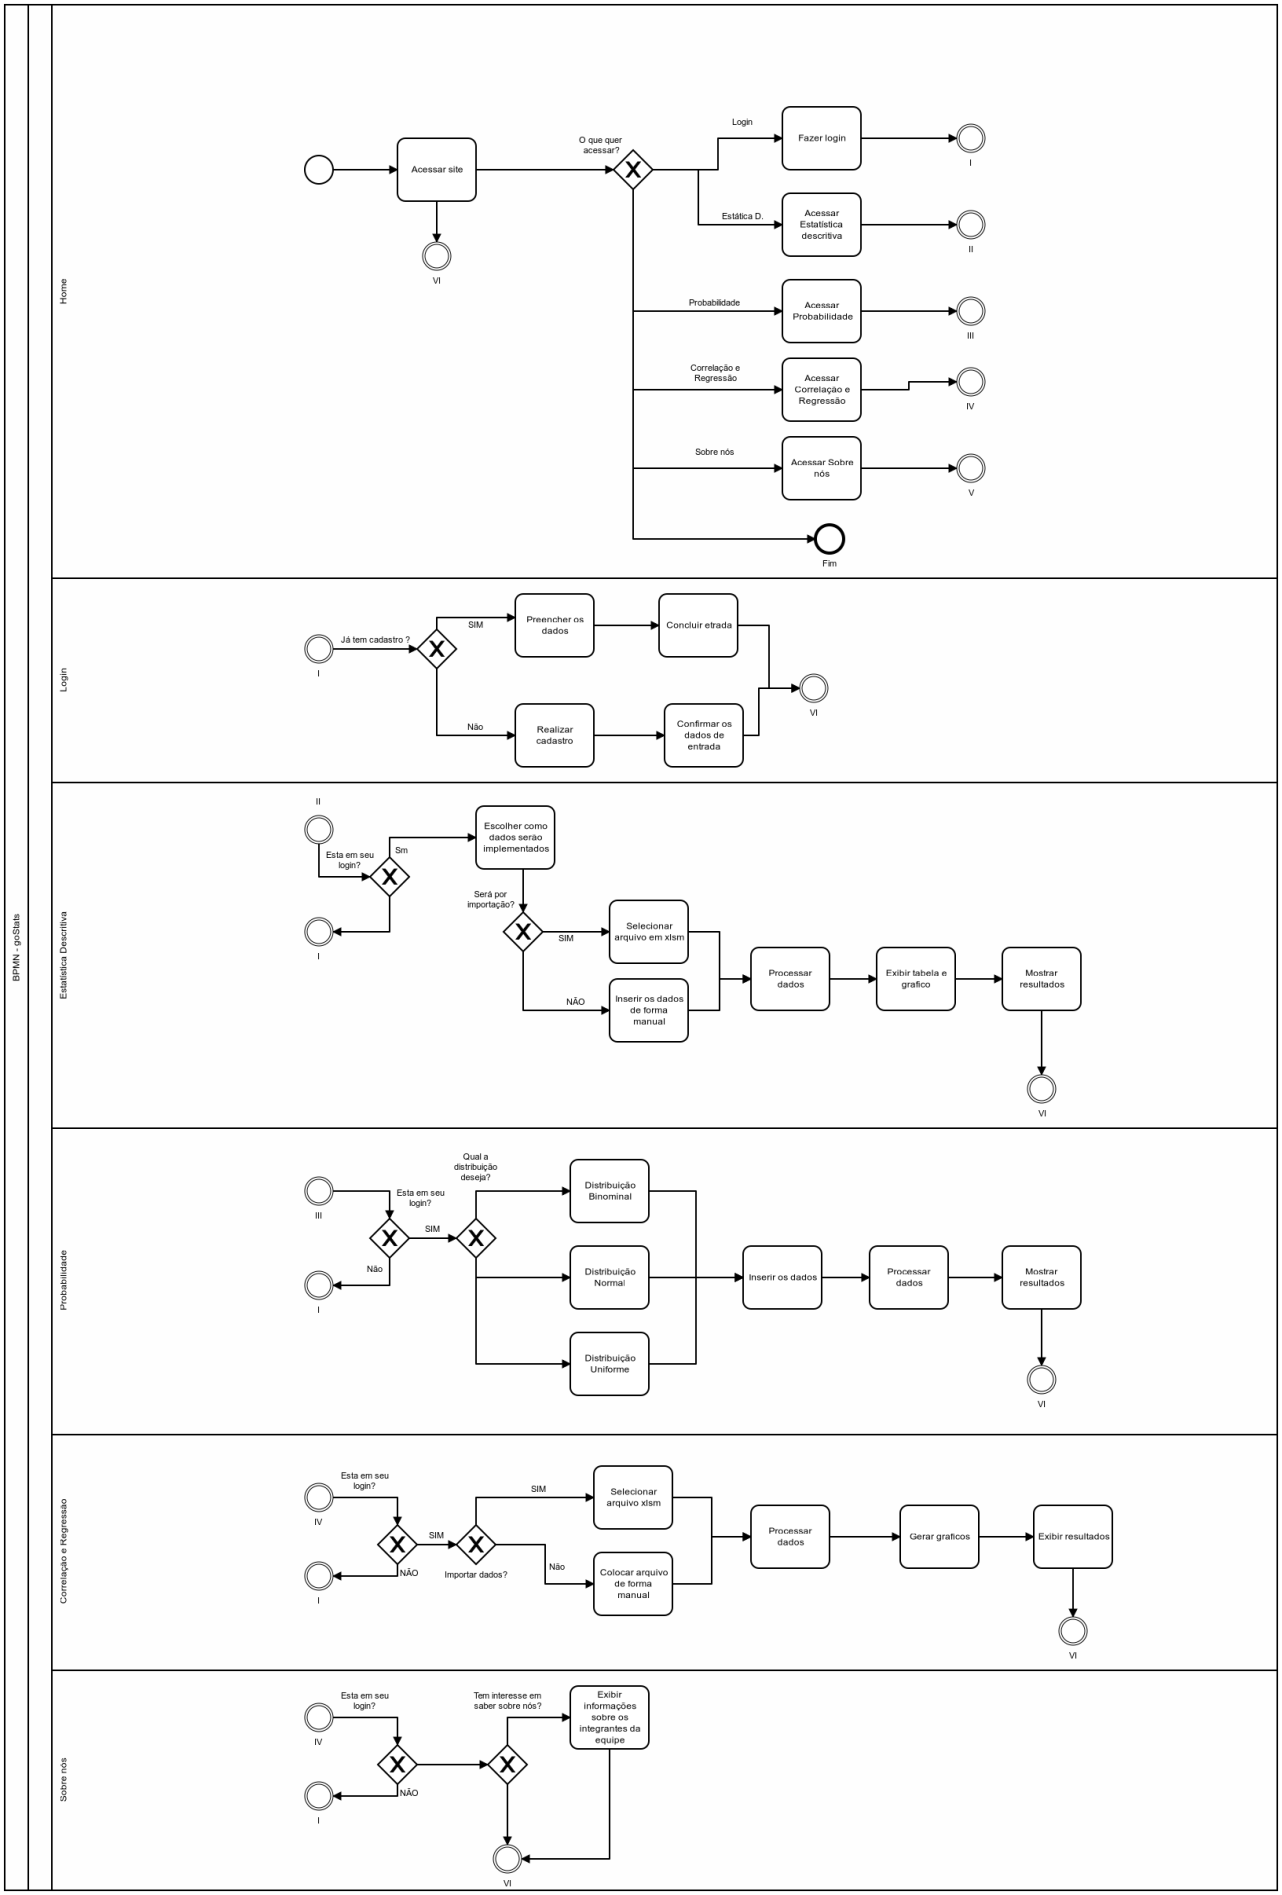 BPMN - goStats
Home
Acessar site
VI
O que quer
acessar?
Login
Fazer login
I
Estática D.
Acessar
Estatística
descritiva
II
Probabilidade
Acessar
Probabilidade
III
Correlação e
Regressão
Acessar
Correlação e
Regressão
IV
Sobre nós
Acessar Sobre
nós
V
Fim
Login
I
Já tem cadastro ?
SIM
Preencher os
dados
Concluir etrada
Não
Realizar
cadastro
Confirmar os
dados de
entrada
VI
Estatística Descritiva
II
Esta em seu
login?
Sm
I
Escolher como
dados serão
implementados
Será por
importação?
SIM
Selecionar
arquivo em xlsm
NÃO
Inserir os dados
de forma
manual
Processar
dados
Exibir tabela e
grafico
Mostrar
resultados
VI
Probabilidade
III
Esta em seu
login?
SIM
Não
I
Qual a
distribuição
deseja?
Distribuição
Binominal
Distribuição
Normal
Distribuição
Uniforme
Inserir os dados
Processar
dados
Mostrar
resultados
VI
Correlação e Regressão
Esta em seu
login?
IV
SIM
NÃO
I
Importar dados?
SIM
Selecionar
arquivo xlsm
Não
Colocar arquivo
de forma
manual
Processar
dados
Gerar graficos
Exibir resultados
VI
Sobre nós
Esta em seu
login?
IV
NÃO
I
Tem interesse em
saber sobre nós?
Exibir
informações
sobre os
integrantes da
equipe
VI